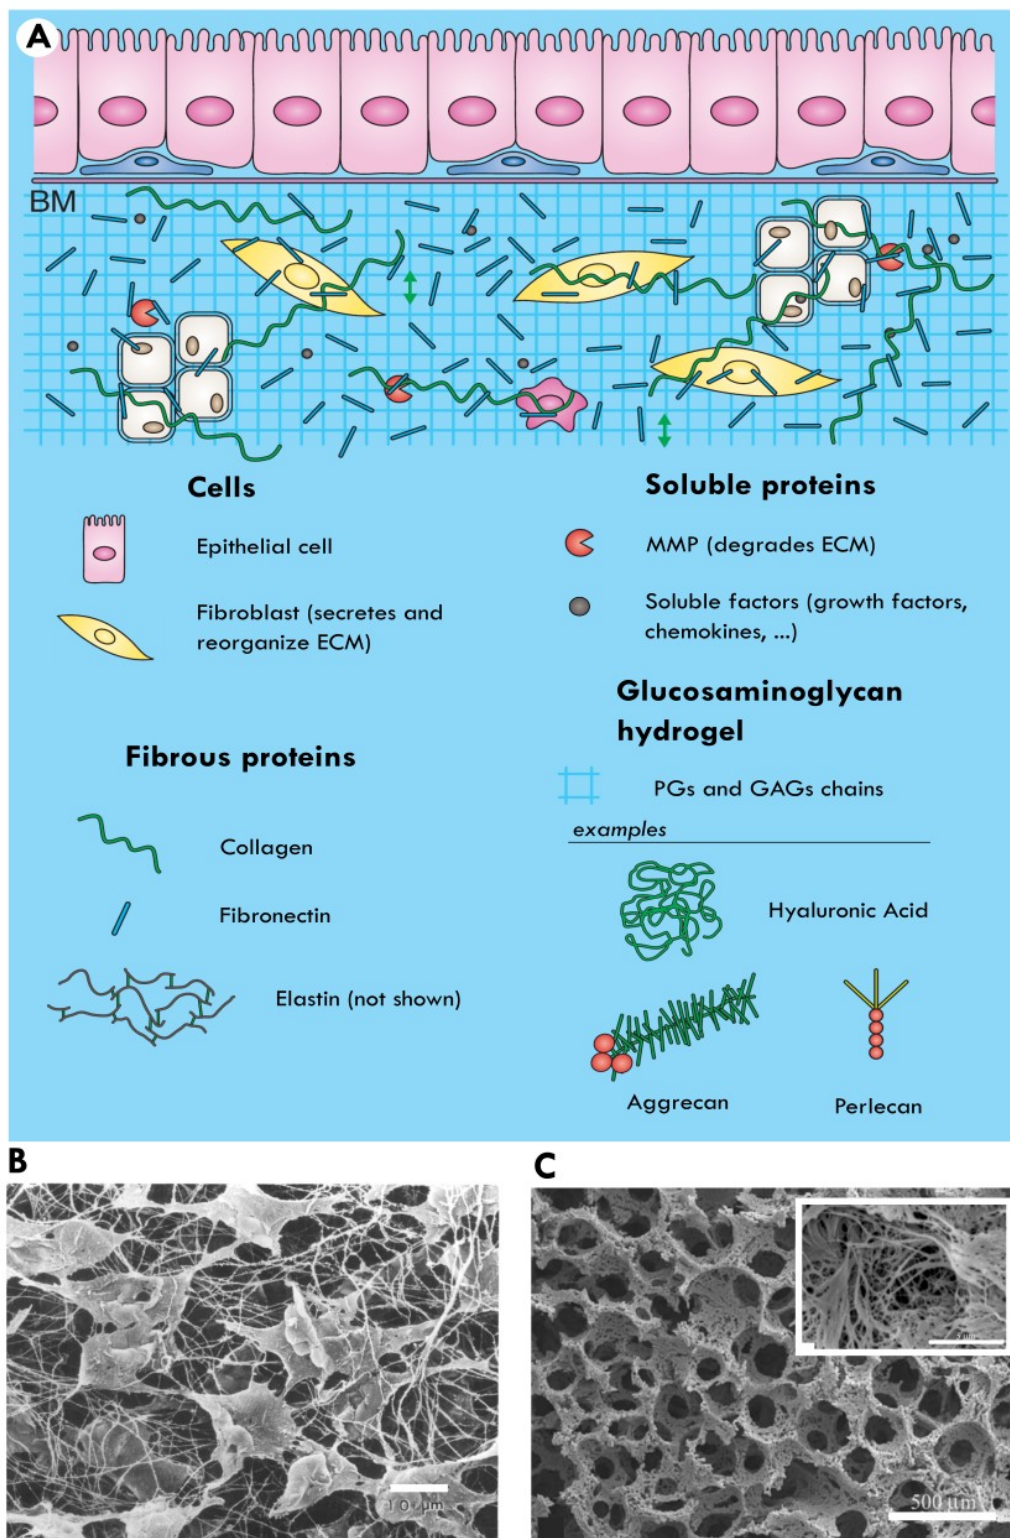 A
BM
Cells
Epithelial cell
Fibroblast (secretes and
reorganize ECM)
Soluble proteins
MMP (degrades ECM)
Soluble factors (growth factors,
chemokines, ...)
Fibrous proteins
Collagen
Fibronectin
Elastin (not shown)
Glucosaminoglycan
hydrogel
PGs and GAGs chains
examples
Hyaluronic Acid
Aggrecan
Perlecan
B
10 μm
C
5 μm
500 μm